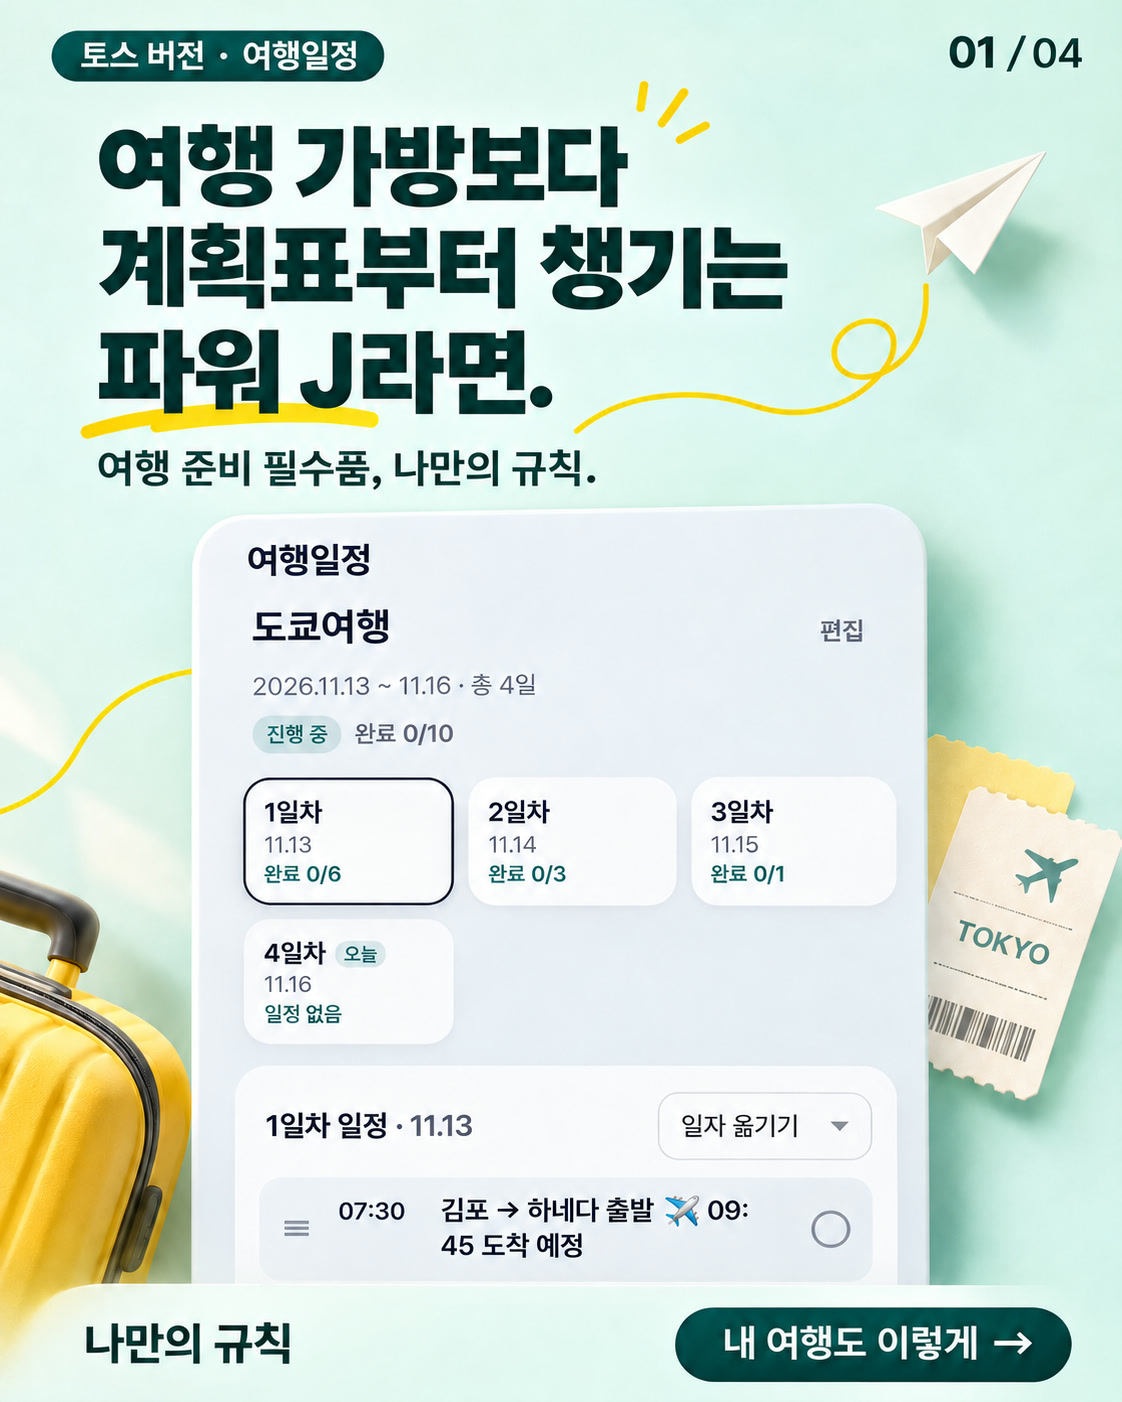 토스 버전 · 여행일정
01 / 04
여행 가방보다
계획표부터 챙기는
파워 J라면.
여행 준비 필수품, 나만의 규칙.
여행일정
도쿄여행
편집
2026.11.13 ~ 11.16 · 총 4일
진행 중 완료 0/10
1일차
11.13
완료 0/6
2일차
11.14
완료 0/3
3일차
11.15
완료 0/1
4일차 오늘
11.16
일정 없음
TOKYO
1일차 일정 · 11.13
일자 옮기기
07:30
김포 → 하네다 출발 ✈️ 09:
45 도착 예정
나만의 규칙
내 여행도 이렇게 →